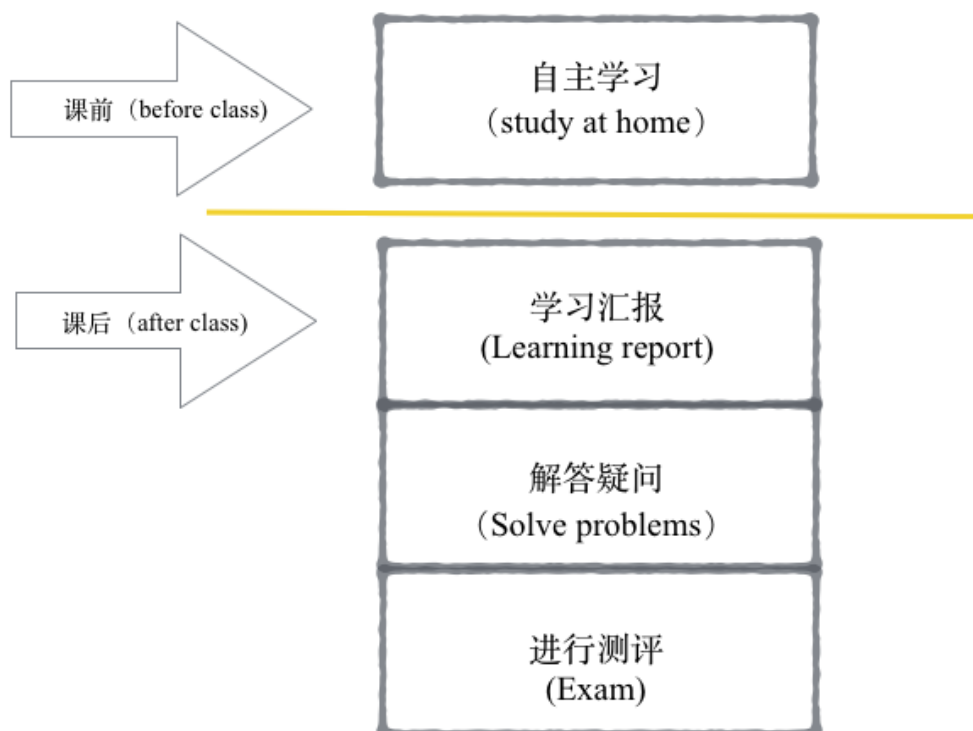 课前（before class)
自主学习
（study at home）
课后（after class)
学习汇报
(Learning report)
解答疑问
（Solve problems）
进行测评
(Exam)